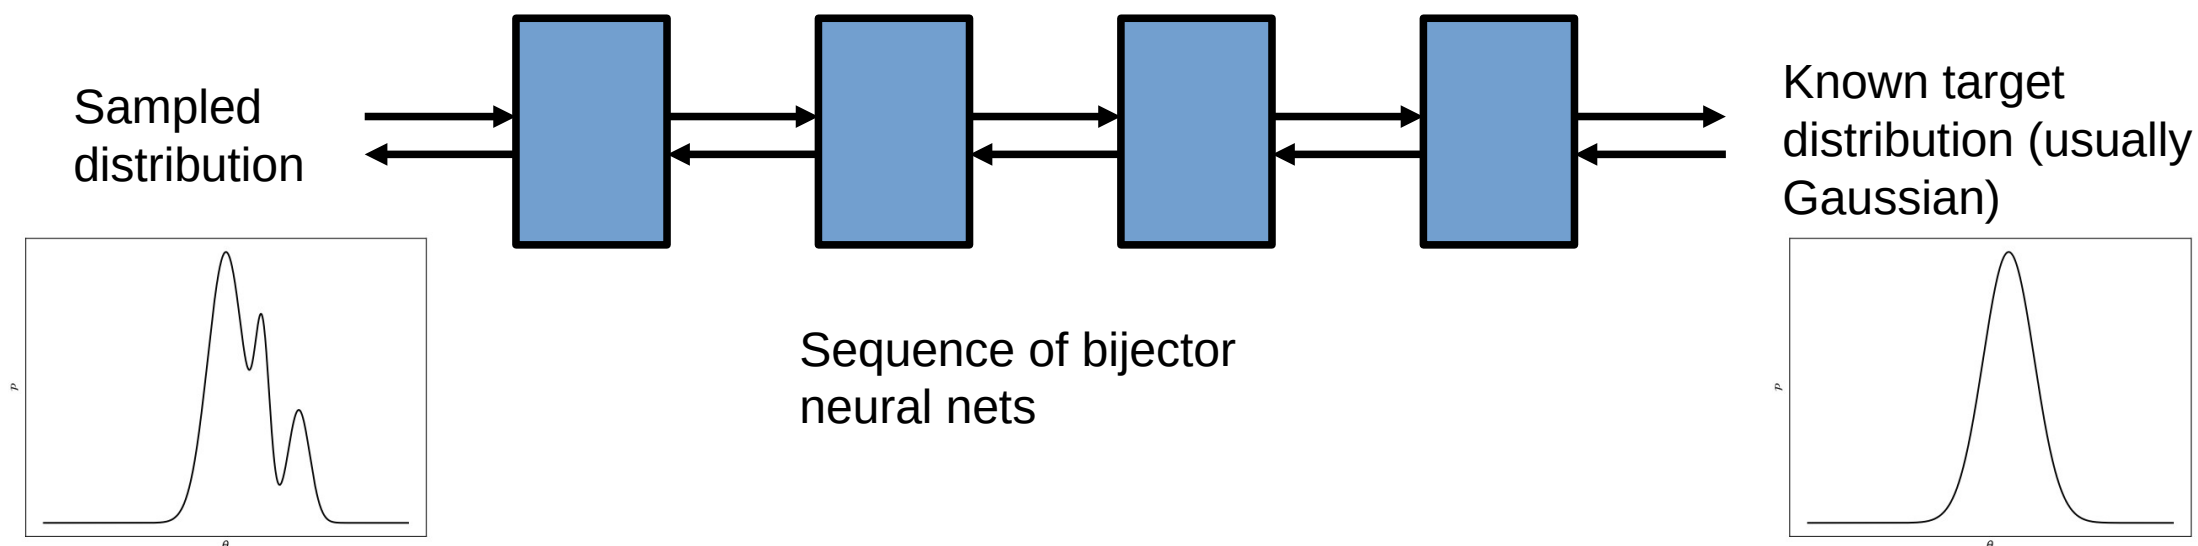 Sampled
distribution
Known target
distribution (usually
Gaussian)
Sequence of bijector
neural nets
p
θ
p
θ